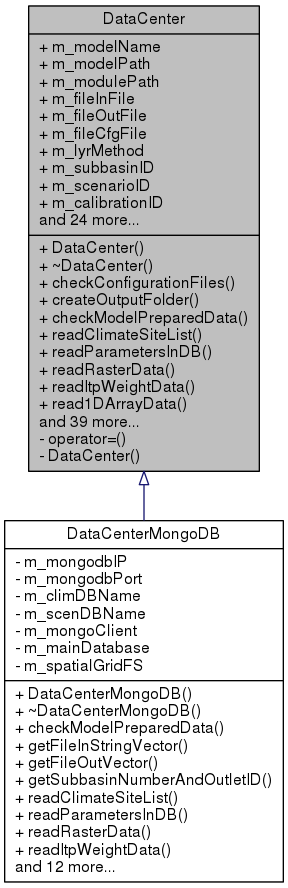 DataCenter
+ m_modelName
+ m_modelPath
+ m_modulePath
+ m_fileInFile
+ m_fileOutFile
+ m_fileCfgFile
+ m_lyrMethod
+ m_subbasinID
+ m_scenarioID
+ m_calibrationID
and 24 more...
+ DataCenter()
+ ~DataCenter()
+ checkConfigurationFiles()
+ createOutputFolder()
+ checkModelPreparedData()
+ readClimateSiteList()
+ readParametersInDB()
+ readRasterData()
+ readItpWeightData()
+ read1DArrayData()
and 39 more...
- operator=()
- DataCenter()
DataCenterMongoDB
- m_mongodbIP
- m_mongodbPort
- m_climDBName
- m_scenDBName
- m_mongoClient
- m_mainDatabase
- m_spatialGridFS
+ DataCenterMongoDB()
+ ~DataCenterMongoDB()
+ checkModelPreparedData()
+ getFileInStringVector()
+ getFileOutVector()
+ getSubbasinNumberAndOutletID()
+ readClimateSiteList()
+ readParametersInDB()
+ readRasterData()
+ readItpWeightData()
and 12 more...